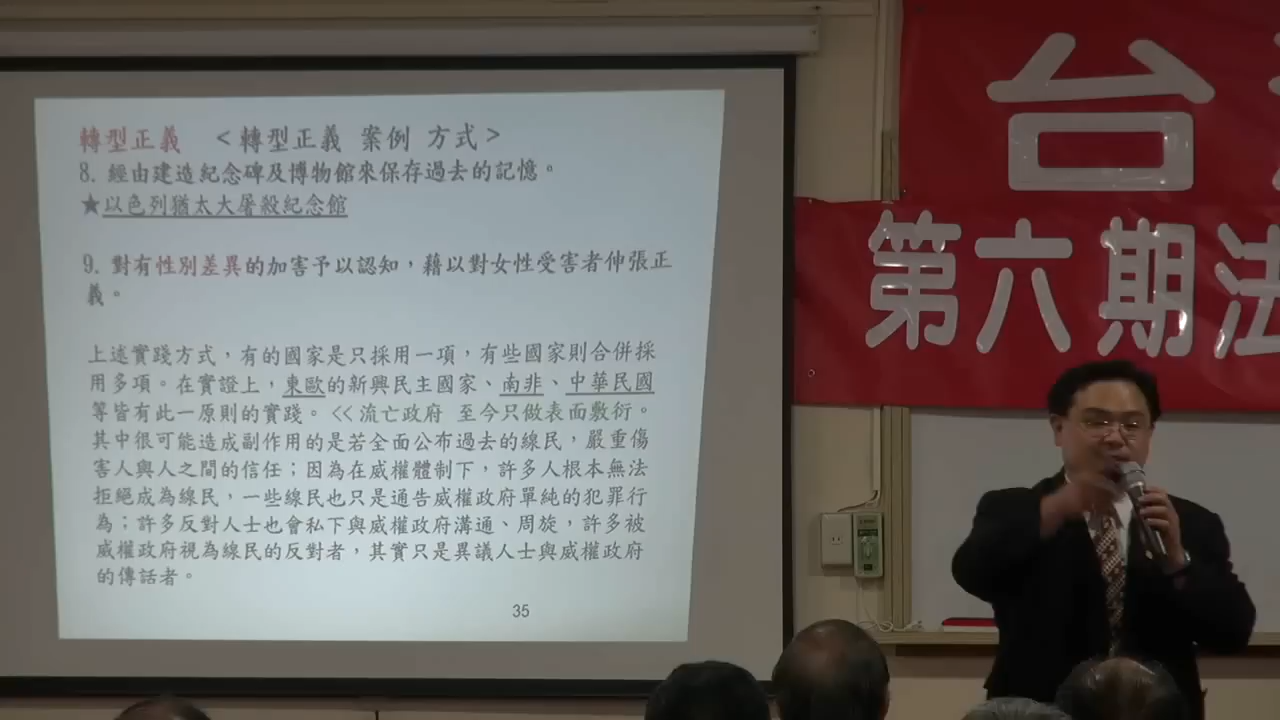 轉型正義 <轉型正義 案例 方式>
8. 經由建造紀念碑及博物館來保存過去的記憶。
★以色列猶太大屠殺紀念館
9. 對有性別差異的加害予以認知，藉以對女性受害者伸張正
義。
上述實踐方式，有的國家是只採用一項，有些國家則合併採
用多項。在實證上，東歐的新興民主國家、南非、中華民國
等皆有此一原則的實踐。<<流亡政府 至今只做表面敷衍。
其中很可能造成副作用的是若全面公布過去的線民，嚴重傷
害人與人之間的信任；因為在威權體制下，許多人根本無法
拒絕成為線民，一些線民也只是通告威權政府單純的犯罪行
為；許多反對人士也會私下與威權政府溝通、周旋，許多被
威權政府視為線民的反對者，其實只是異議人士與威權政府
的傳話者。
35
台
第六期法